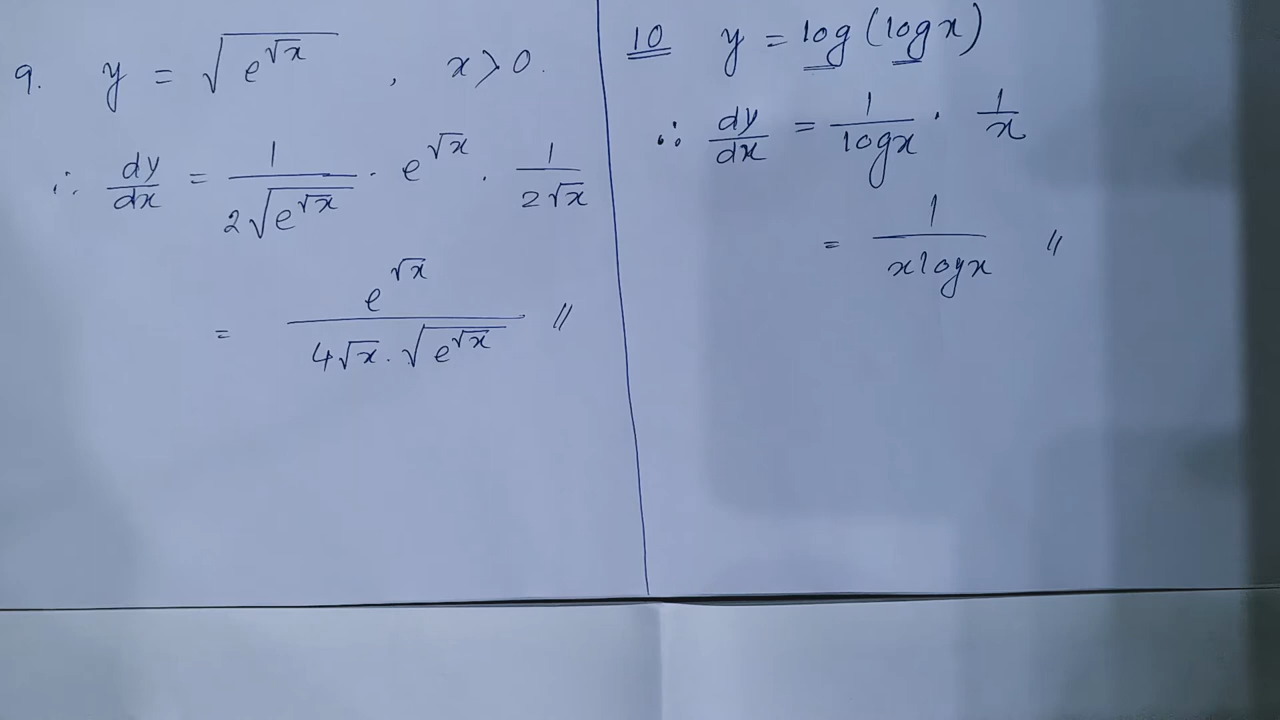 9. y = √(e^√x) , x > 0.
∴ dy/dx = 1/(2√(e^√x)) · e^√x · 1/(2√x)
= e^√x/(4√x · √(e^√x)) //
10 y = log (log x)
∴ dy/dx = 1/(log x) · 1/x
= 1/(x log x) //